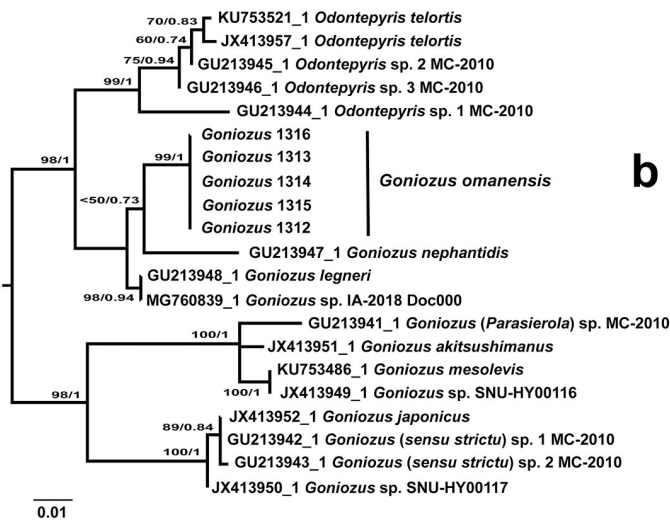 70/0.83
KU753521_1 Odontepyris telortis
60/0.74
JX413957_1 Odontepyris telortis
75/0.94
GU213945_1 Odontepyris sp. 2 MC-2010
99/1
GU213946_1 Odontepyris sp. 3 MC-2010
GU213944_1 Odontepyris sp. 1 MC-2010
Goniozus 1316
98/1
99/1
Goniozus 1313
Goniozus 1314
Goniozus omanensis
b
<50/0.73
Goniozus 1315
Goniozus 1312
GU213947_1 Goniozus nephantidis
GU213948_1 Goniozus legneri
98/0.94
MG760839_1 Goniozus sp. IA-2018 Doc000
GU213941_1 Goniozus (Parasierola) sp. MC-2010
100/1
JX413951_1 Goniozus akitsushimanus
KU753486_1 Goniozus mesolevis
98/1
100/1
JX413949_1 Goniozus sp. SNU-HY00116
JX413952_1 Goniozus japonicus
89/0.84
GU213942_1 Goniozus (sensu strictu) sp. 1 MC-2010
100/1
GU213943_1 Goniozus (sensu strictu) sp. 2 MC-2010
JX413950_1 Goniozus sp. SNU-HY00117
0.01